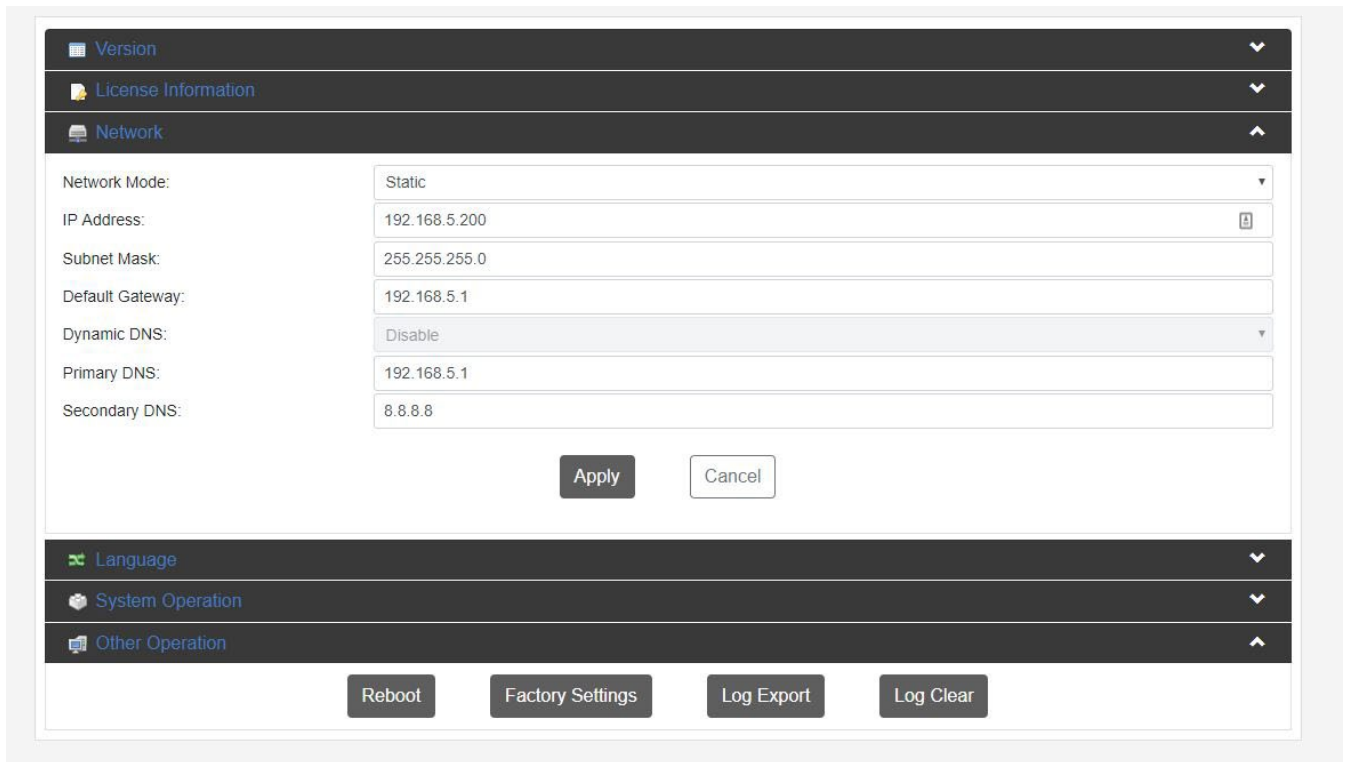 Version
License Information
Network
Network Mode: Static
IP Address: 192.168.5.200
Subnet Mask: 255.255.255.0
Default Gateway: 192.168.5.1
Dynamic DNS: Disable
Primary DNS: 192.168.5.1
Secondary DNS: 8.8.8.8
Apply Cancel
Language
System Operation
Other Operation
Reboot Factory Settings Log Export Log Clear